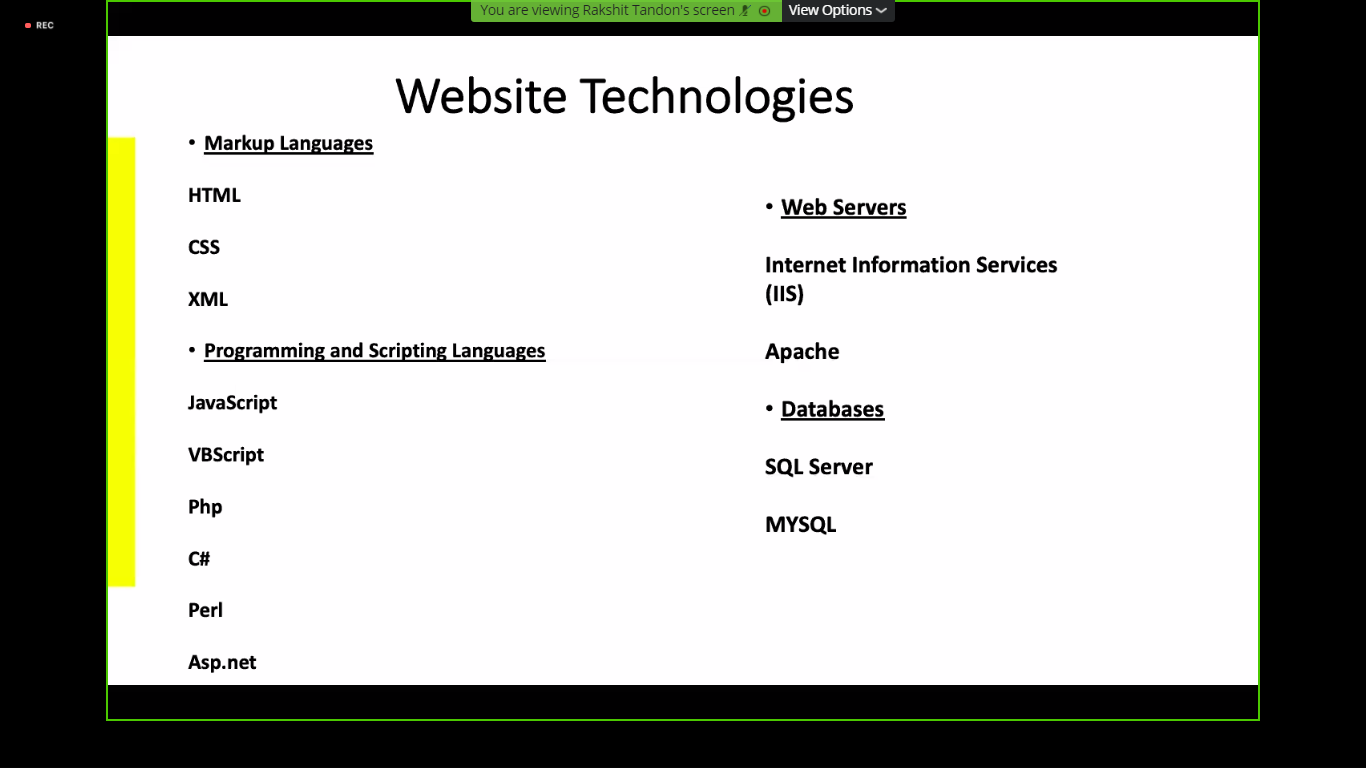 REC
You are viewing Rakshit Tandon's screen
View Options
Website Technologies
• Markup Languages
HTML
CSS
XML
• Programming and Scripting Languages
JavaScript
VBScript
Php
C#
Perl
Asp.net
• Web Servers
Internet Information Services
(IIS)
Apache
• Databases
SQL Server
MYSQL